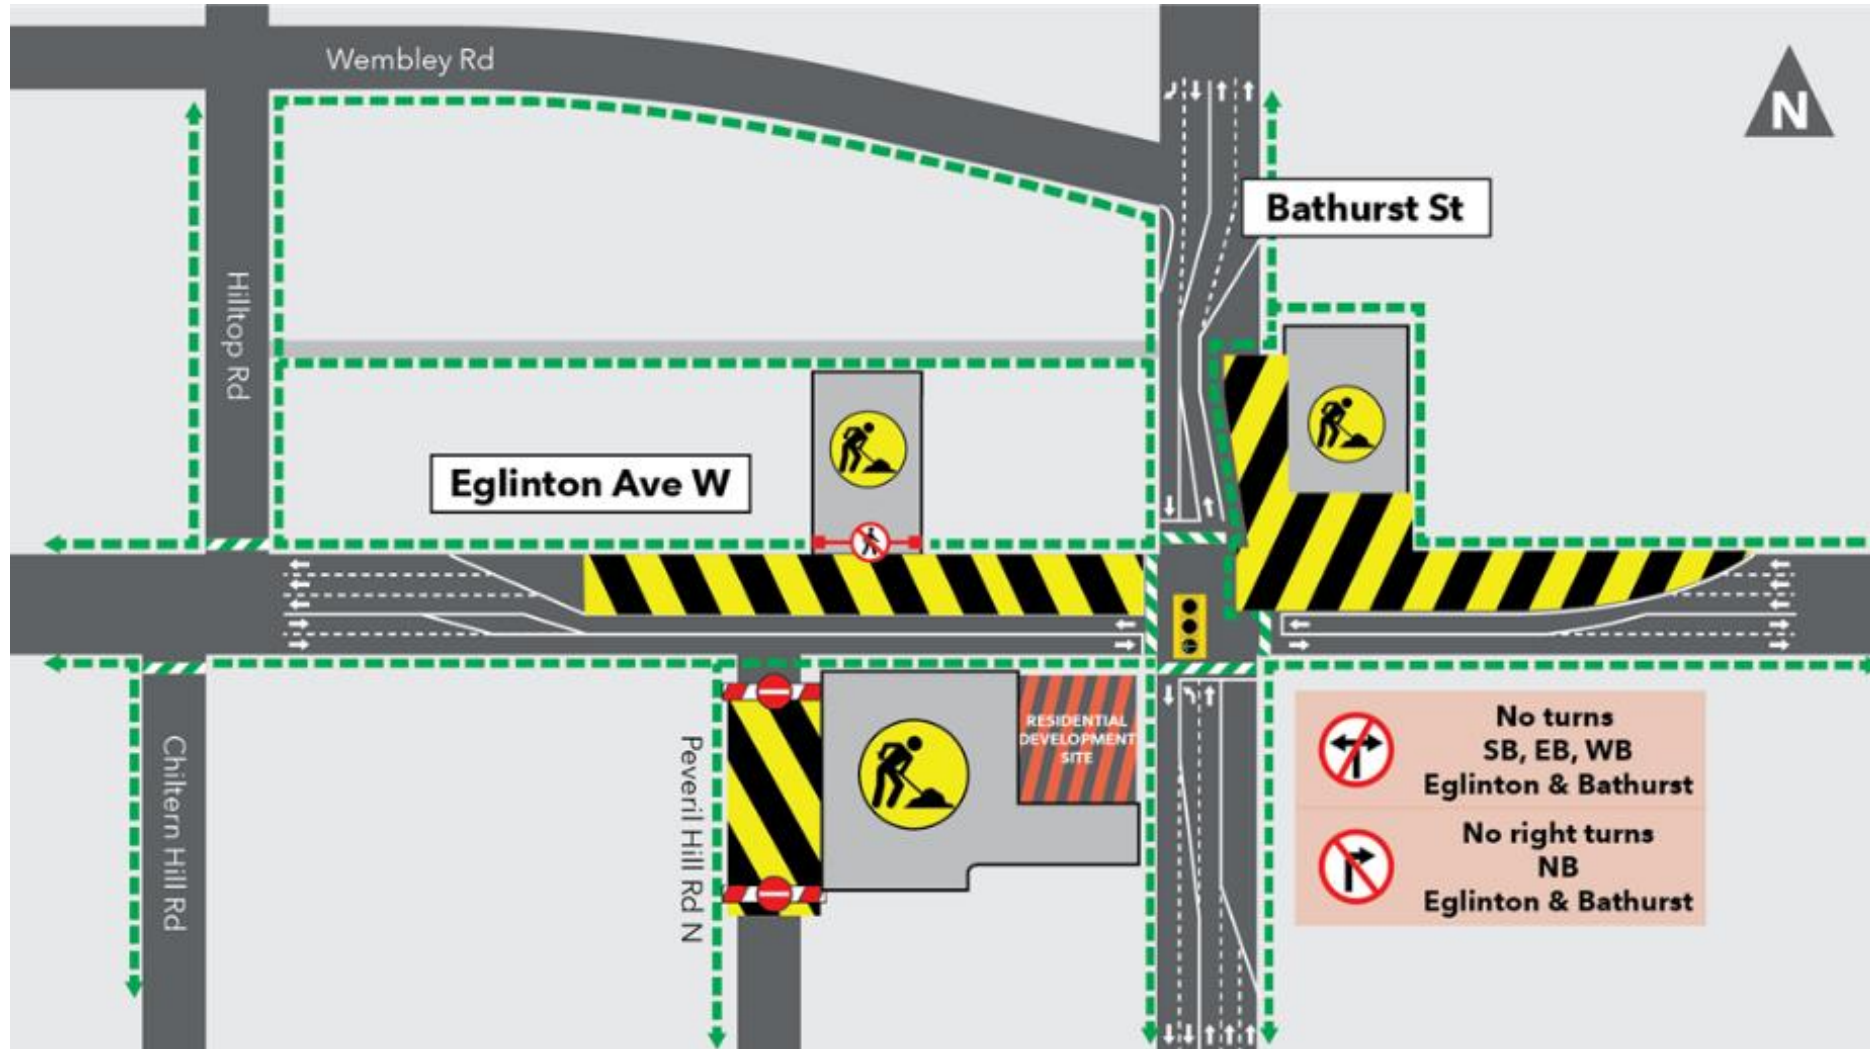 Wembley Rd
N
Bathurst St
Hilltop Rd
Eglinton Ave W
RESIDENTIAL
DEVELOPMENT
SITE
No turns
SB, EB, WB
Eglinton & Bathurst
No right turns
NB
Eglinton & Bathurst
Chiltern Hill Rd
Peveril Hill Rd N